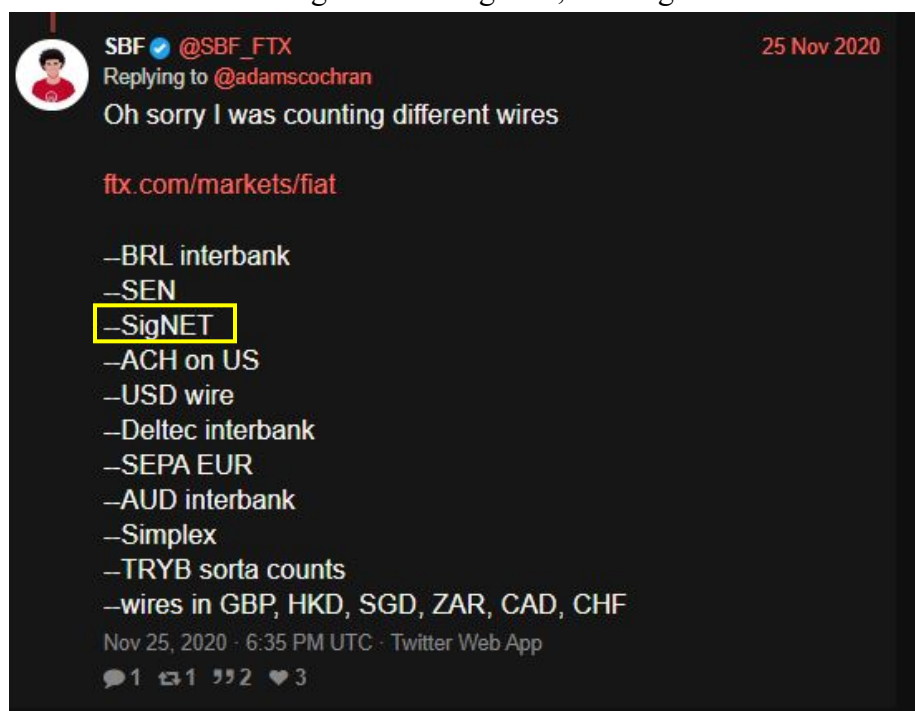 SBF @SBF_FTX 25 Nov 2020
Replying to @adamscochran
Oh sorry I was counting different wires
ftx.com/markets/fiat
--BRL interbank
--SEN
--SigNET
--ACH on US
--USD wire
--Deltec interbank
--SEPA EUR
--AUD interbank
--Simplex
--TRYB sorta counts
--wires in GBP, HKD, SGD, ZAR, CAD, CHF
Nov 25, 2020 · 6:35 PM UTC · Twitter Web App
1 1 2 3